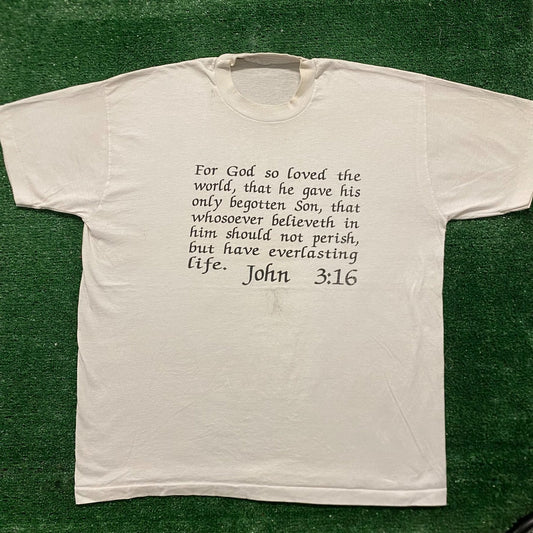 For God so loved the
world, that he gave his
only begotten Son, that
whosoever believeth in
him should not perish,
but have everlasting
life. John 3:16